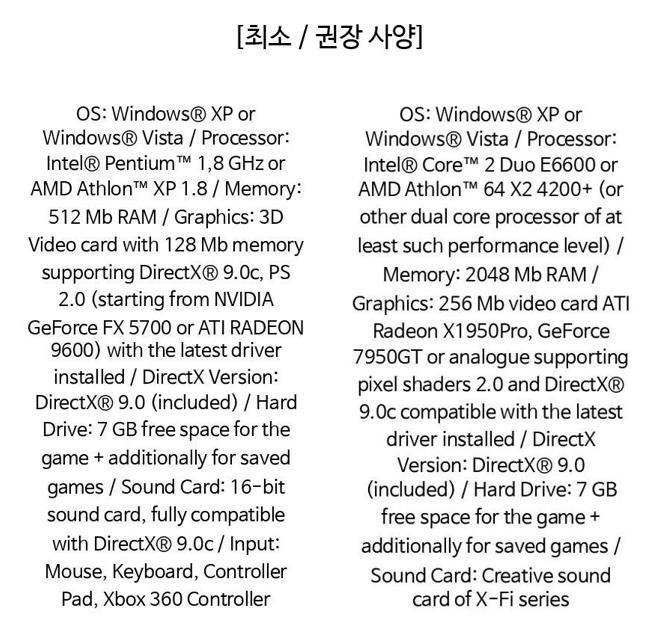 [최소 / 권장 사양]
OS: Windows® XP or
Windows® Vista / Processor:
Intel® Pentium™ 1,8 GHz or
AMD Athlon™ XP 1.8 / Memory:
512 Mb RAM / Graphics: 3D
Video card with 128 Mb memory
supporting DirectX® 9.0c, PS
2.0 (starting from NVIDIA
GeForce FX 5700 or ATI RADEON
9600) with the latest driver
installed / DirectX Version:
DirectX® 9.0 (included) / Hard
Drive: 7 GB free space for the
game + additionally for saved
games / Sound Card: 16-bit
sound card, fully compatible
with DirectX® 9.0c / Input:
Mouse, Keyboard, Controller
Pad, Xbox 360 Controller
OS: Windows® XP or
Windows® Vista / Processor:
Intel® Core™ 2 Duo E6600 or
AMD Athlon™ 64 X2 4200+ (or
other dual core processor of at
least such performance level) /
Memory: 2048 Mb RAM /
Graphics: 256 Mb video card ATI
Radeon X1950Pro, GeForce
7950GT or analogue supporting
pixel shaders 2.0 and DirectX®
9.0c compatible with the latest
driver installed / DirectX
Version: DirectX® 9.0
(included) / Hard Drive: 7 GB
free space for the game +
additionally for saved games /
Sound Card: Creative sound
card of X-Fi series